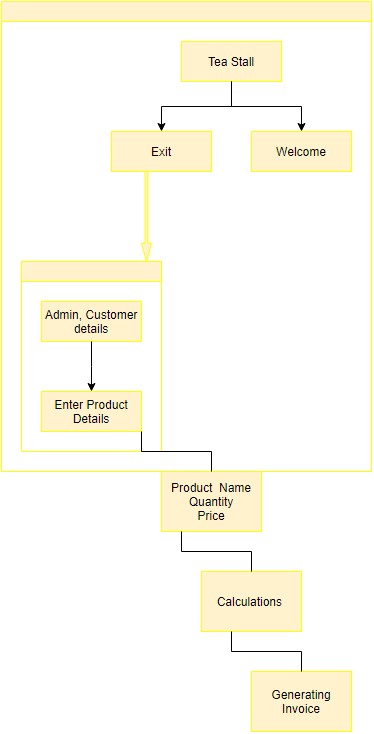 Tea Stall
Exit
Welcome
Admin, Customer
details
Enter Product
Details
Product Name
Quantity
Price
Calculations
Generating
Invoice